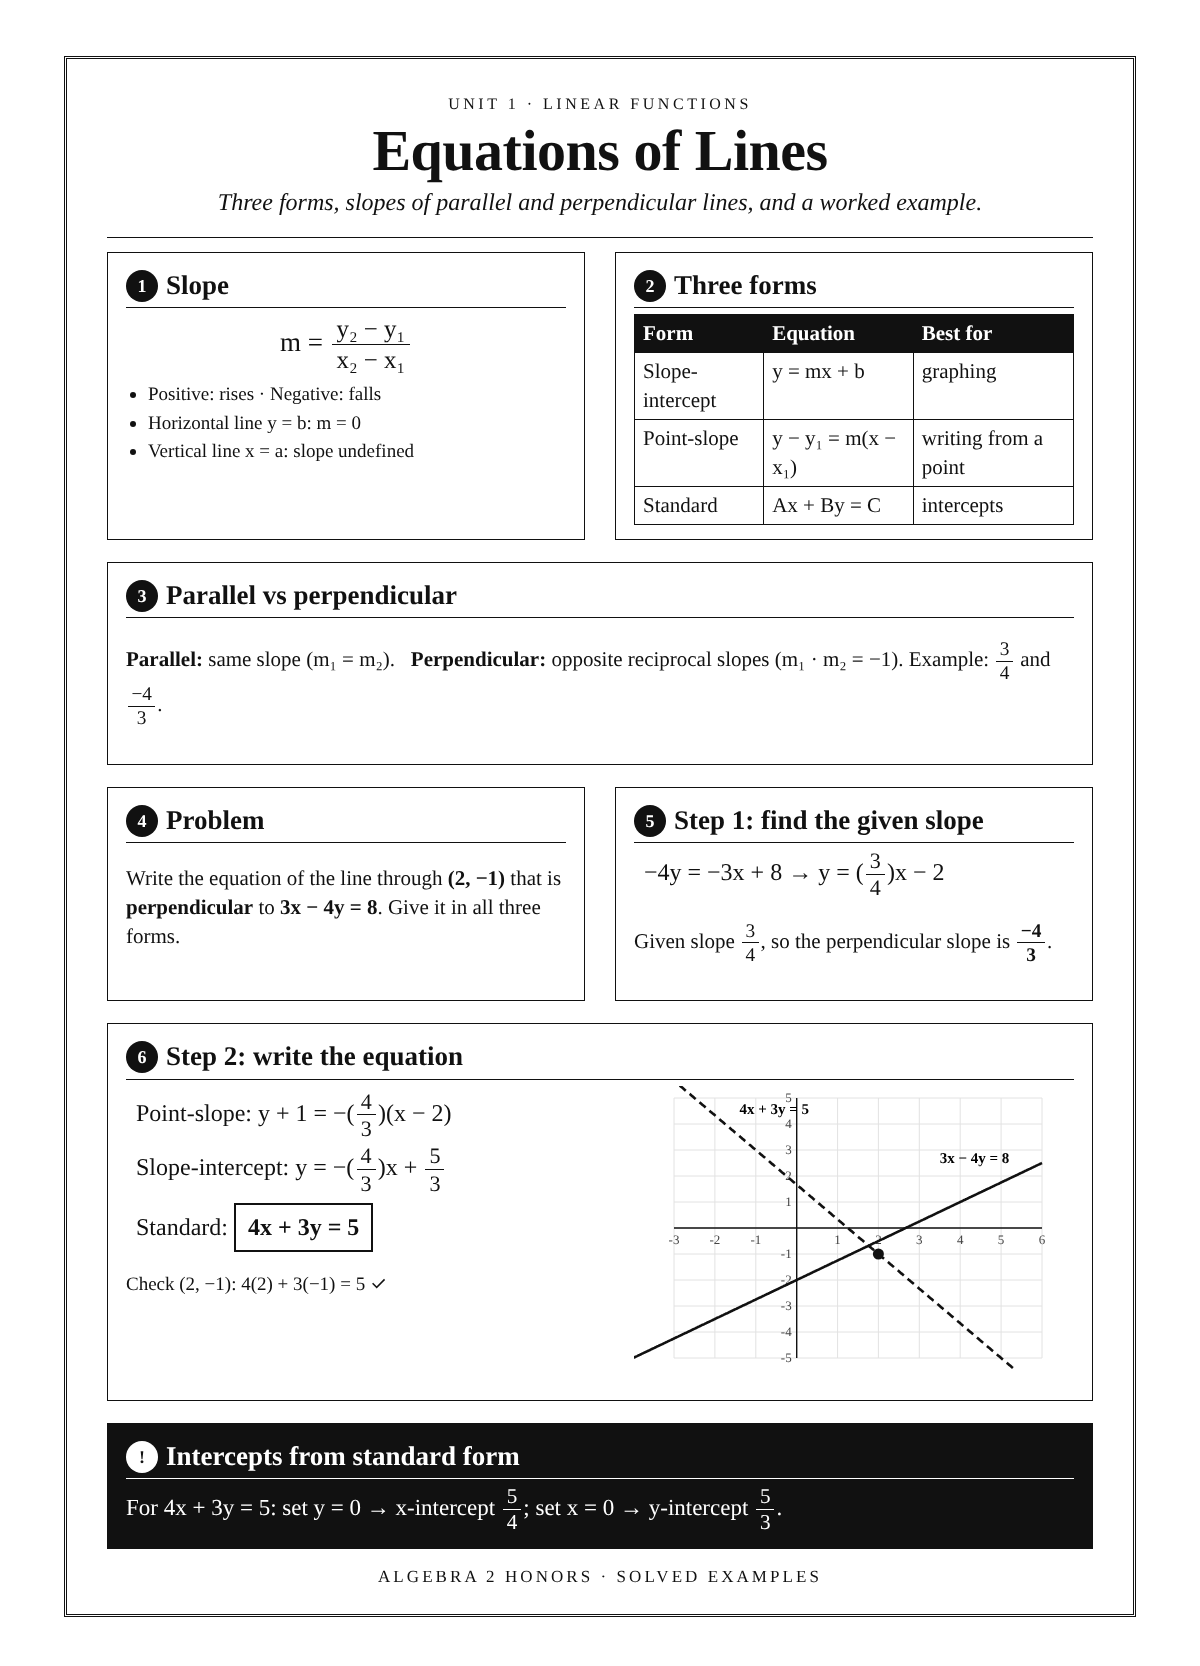 UNIT 1 · LINEAR FUNCTIONS
Equations of Lines
Three forms, slopes of parallel and perpendicular lines, and a worked example.
1 Slope
m = (y₂ − y₁)/(x₂ − x₁)
• Positive: rises · Negative: falls
• Horizontal line y = b: m = 0
• Vertical line x = a: slope undefined
2 Three forms
Form Equation Best for
Slope-intercept y = mx + b graphing
Point-slope y − y₁ = m(x − x₁) writing from a point
Standard Ax + By = C intercepts
3 Parallel vs perpendicular
Parallel: same slope (m₁ = m₂). Perpendicular: opposite reciprocal slopes (m₁ · m₂ = −1). Example: 3/4 and
−4/3.
4 Problem
Write the equation of the line through (2, −1) that is
perpendicular to 3x − 4y = 8. Give it in all three
forms.
5 Step 1: find the given slope
−4y = −3x + 8 → y = (3/4)x − 2
Given slope 3/4, so the perpendicular slope is −4/3.
6 Step 2: write the equation
Point-slope: y + 1 = −(4/3)(x − 2)
Slope-intercept: y = −(4/3)x + 5/3
Standard: 4x + 3y = 5
Check (2, −1): 4(2) + 3(−1) = 5 ✓
5
4x + 3y = 5
4
3
3x − 4y = 8
2
1
-3 -2 -1 1 2 3 4 5 6
-1
-2
-3
-4
-5
! Intercepts from standard form
For 4x + 3y = 5: set y = 0 → x-intercept 5/4; set x = 0 → y-intercept 5/3.
ALGEBRA 2 HONORS · SOLVED EXAMPLES